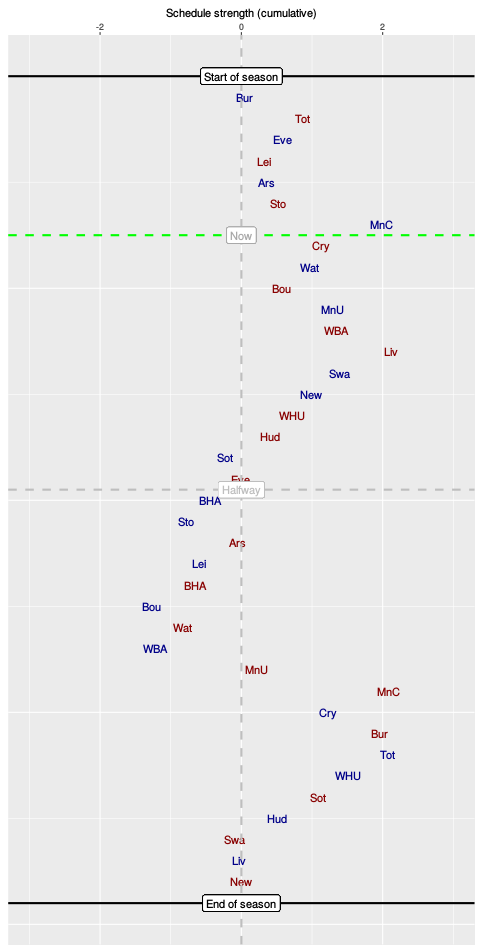 Schedule strength (cumulative)
-2 0 2
Start of season
Bur
Tot
Eve
Lei
Ars
Sto
MnC
Now
Cry
Wat
Bou
MnU
WBA
Liv
Swa
New
WHU
Hud
Sot
Eve
Halfway
BHA
Sto
Ars
Lei
BHA
Bou
Wat
WBA
MnU
MnC
Cry
Bur
Tot
WHU
Sot
Hud
Swa
Liv
New
End of season